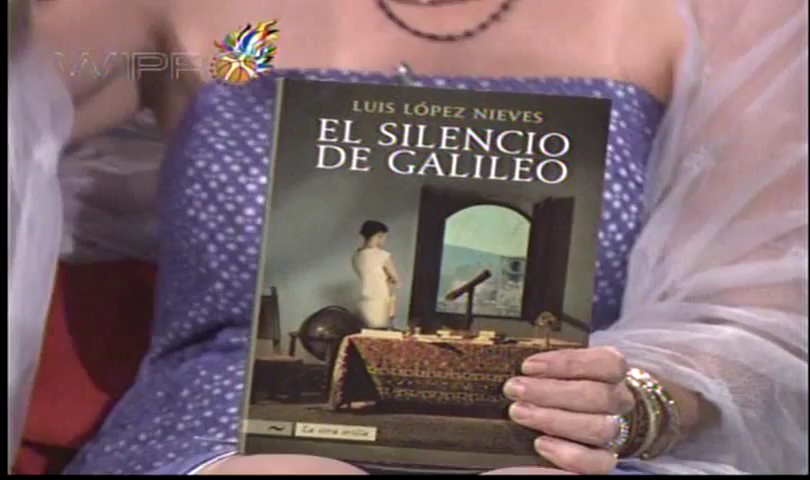 WIPR
LUIS LÓPEZ NIEVES
EL SILENCIO
DE GALILEO
La otra orilla